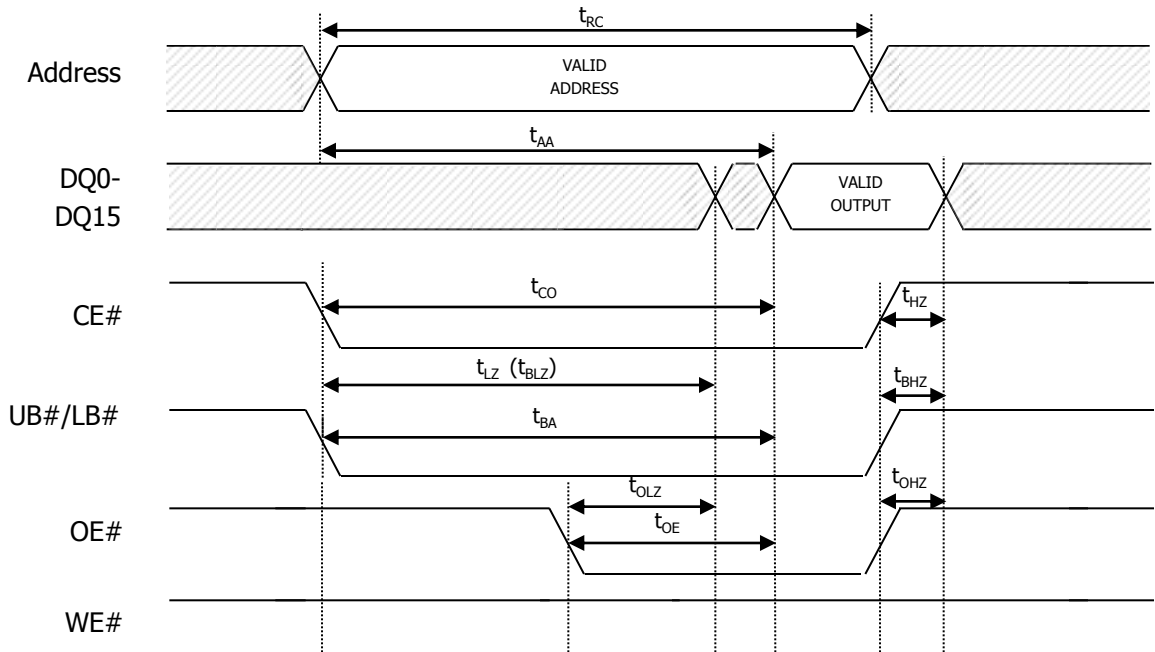 tRC
Address
VALID
ADDRESS
tAA
DQ0-
DQ15
VALID
OUTPUT
CE#
tCO
tHZ
tLZ (tBLZ)
tBHZ
UB#/LB#
tBA
tOLZ
tOHZ
OE#
tOE
WE#